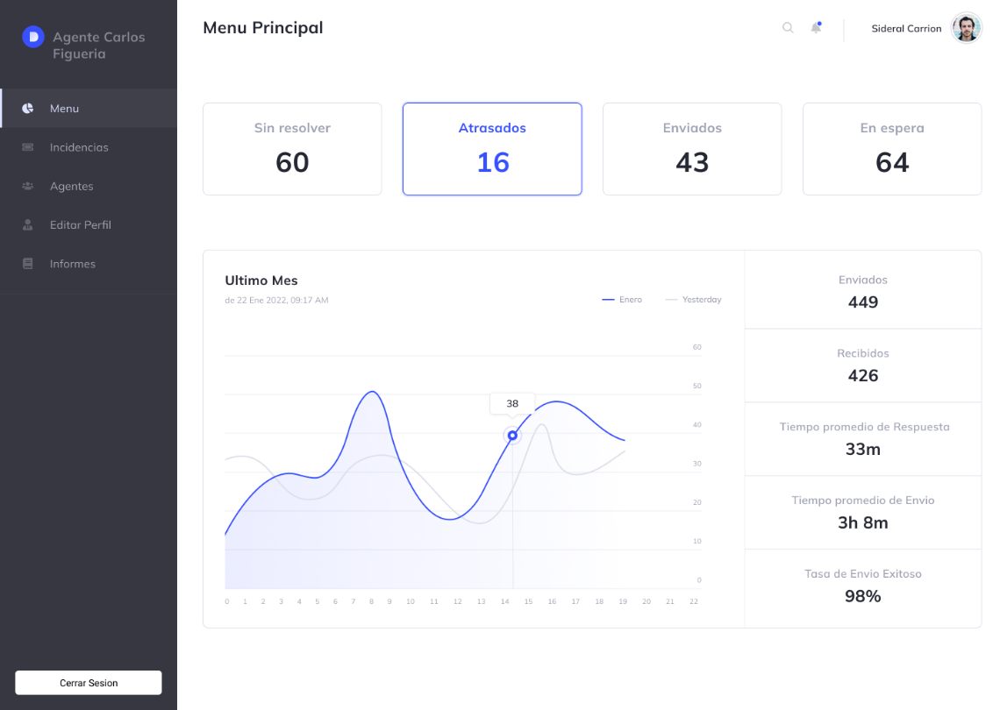 Agente Carlos
Figueria
Menu
Incidencias
Agentes
Editar Perfil
Informes
Cerrar Sesion
Menu Principal
Sideral Carrion
Sin resolver
60
Atrasados
16
Enviados
43
En espera
64
Ultimo Mes
de 22 Ene 2022, 09:17 AM
Enero
Yesterday
60
50
40
30
20
10
0
38
0 1 2 3 4 5 6 7 8 9 10 11 12 13 14 15 16 17 18 19 20 21 22
Enviados
449
Recibidos
426
Tiempo promedio de Respuesta
33m
Tiempo promedio de Envio
3h 8m
Tasa de Envio Exitoso
98%